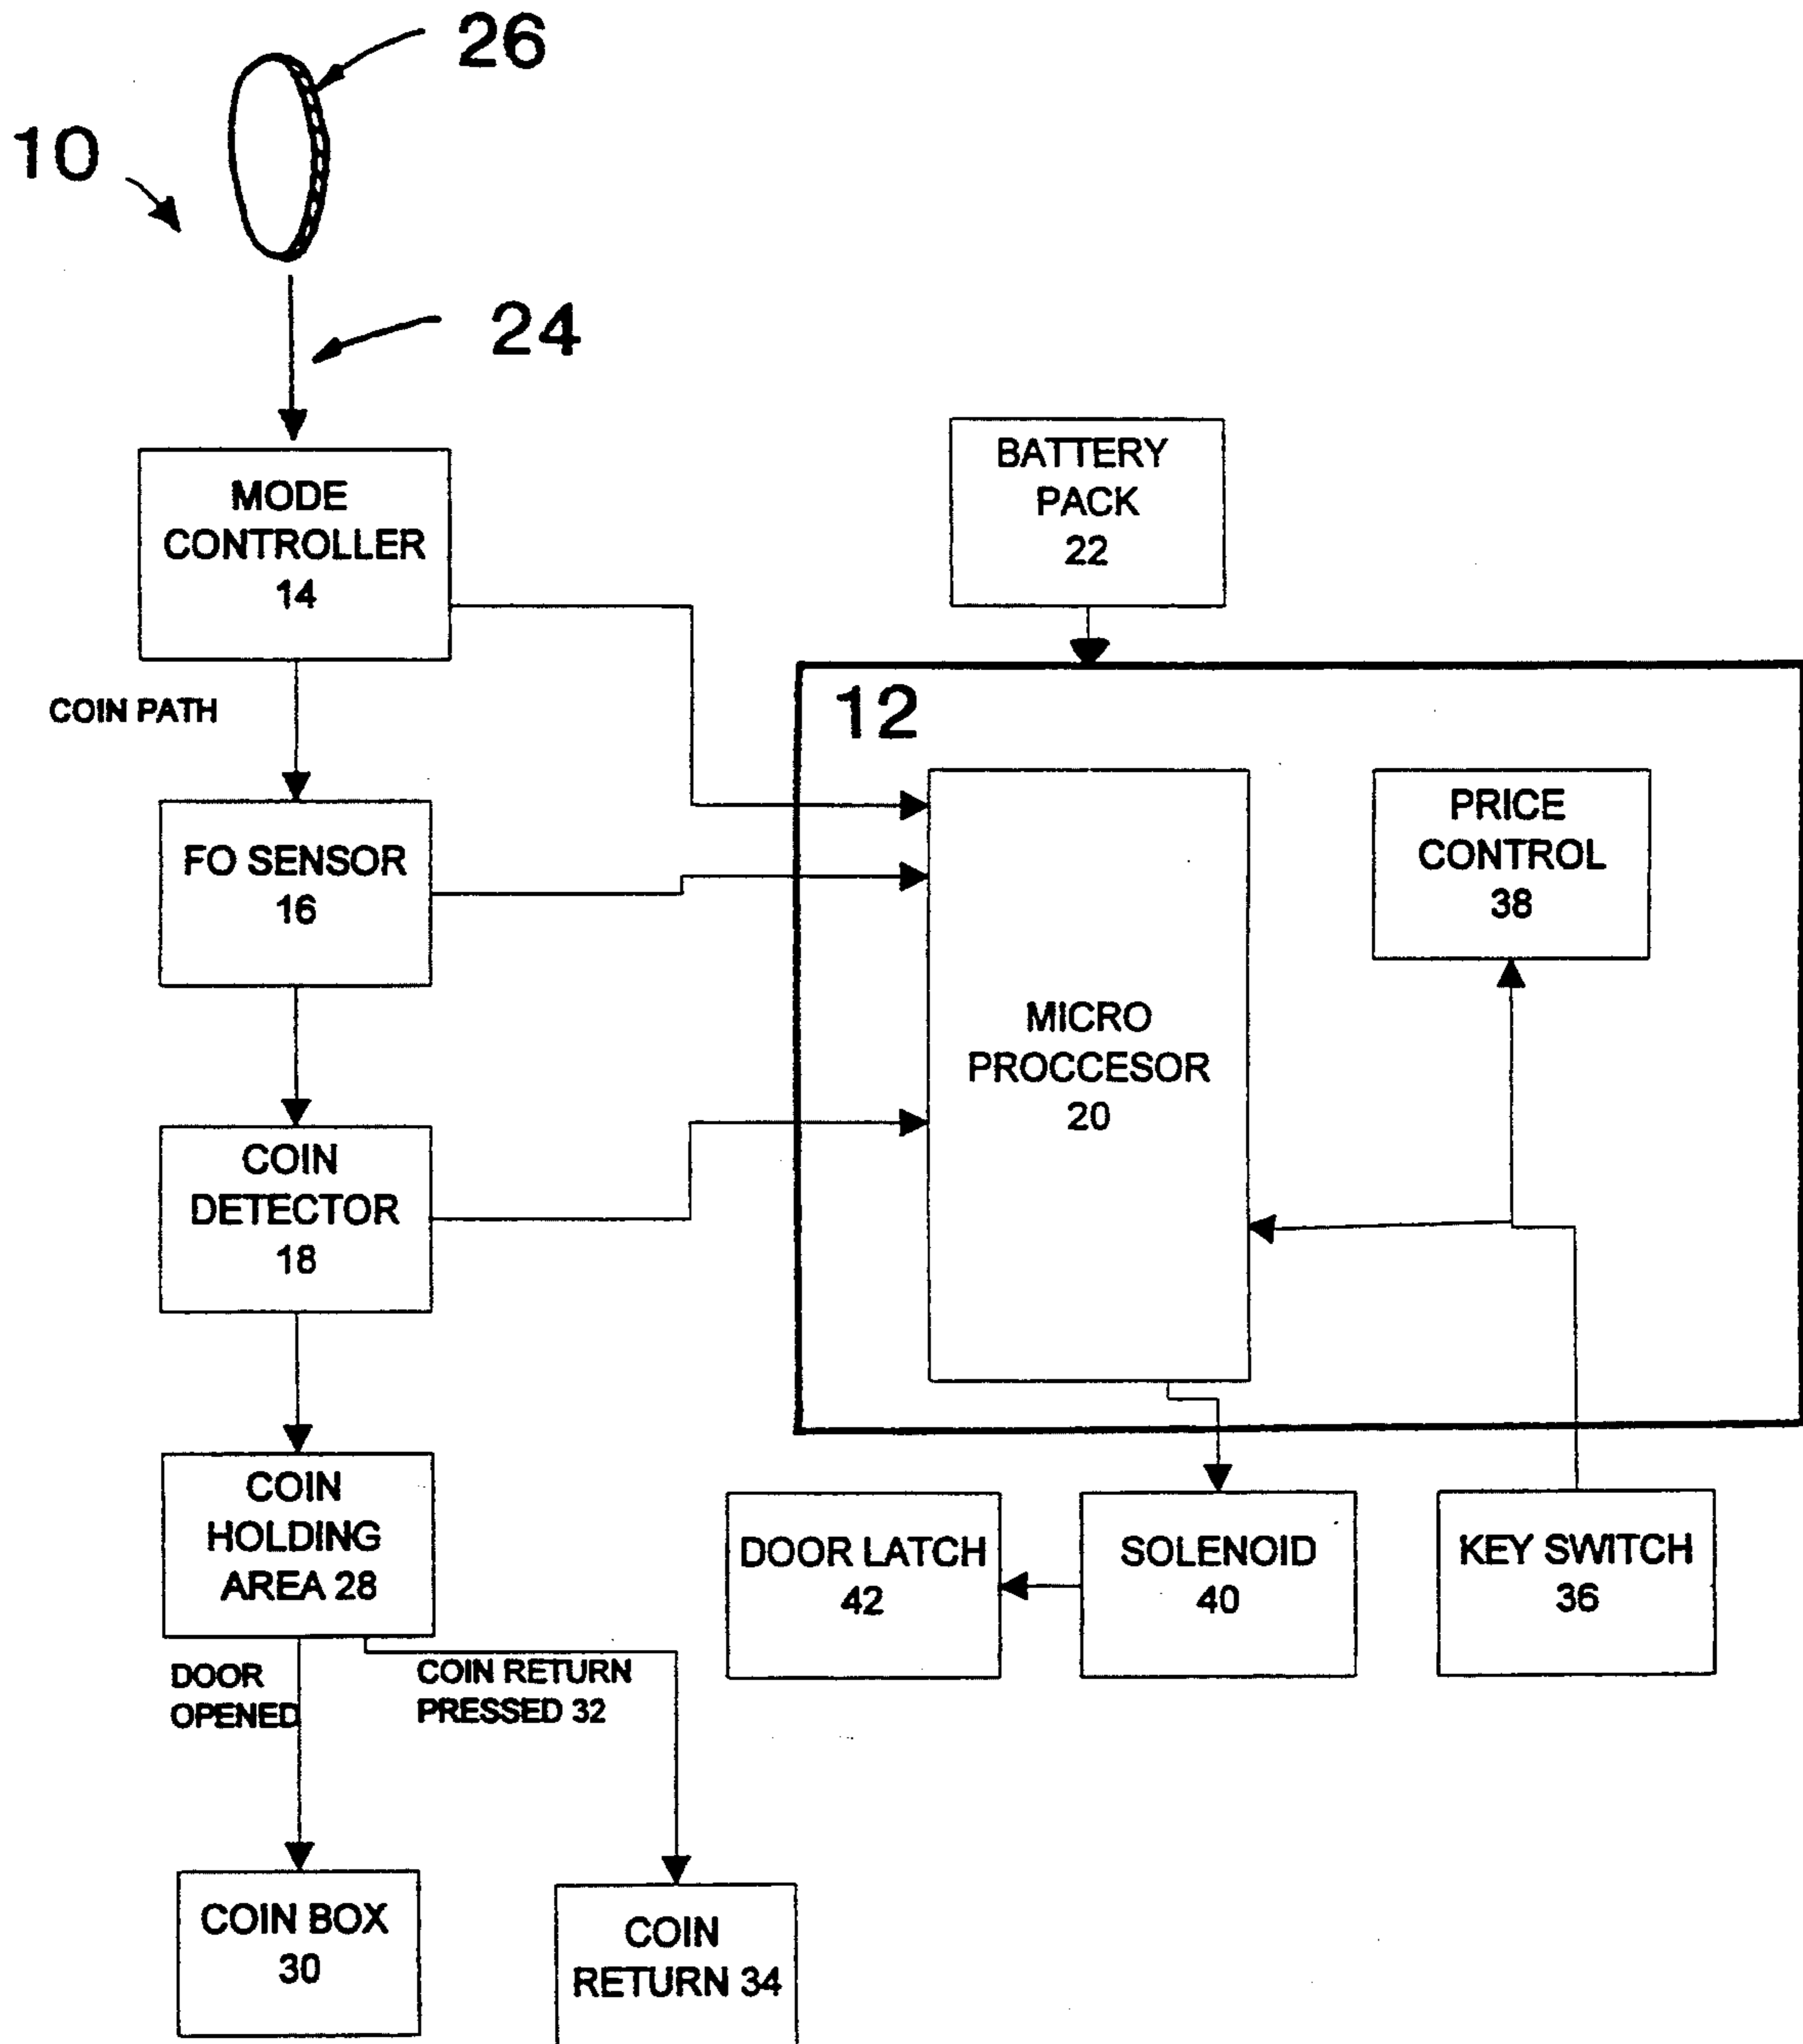 26
10
24
MODE
CONTROLLER
14
BATTERY
PACK
22
COIN PATH
12
FO SENSOR
16
MICRO
PROCCESOR
20
PRICE
CONTROL
38
COIN
DETECTOR
18
COIN
HOLDING
AREA 28
DOOR LATCH
42
SOLENOID
40
KEY SWITCH
36
DOOR
OPENED
COIN RETURN
PRESSED 32
COIN BOX
30
COIN
RETURN 34